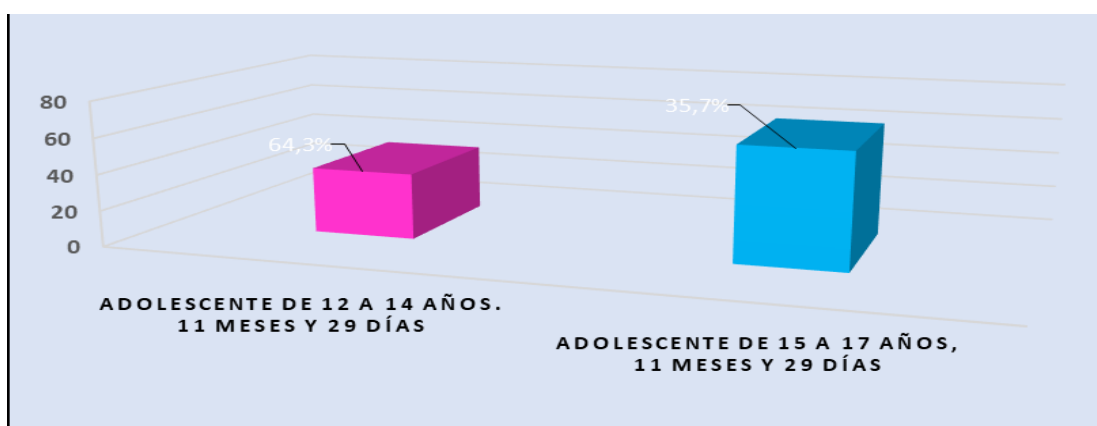 80
60
40
20
0
64,3%
35,7%
ADOLESCENTE DE 12 A 14 AÑOS.
11 MESES Y 29 DÍAS
ADOLESCENTE DE 15 A 17 AÑOS,
11 MESES Y 29 DÍAS